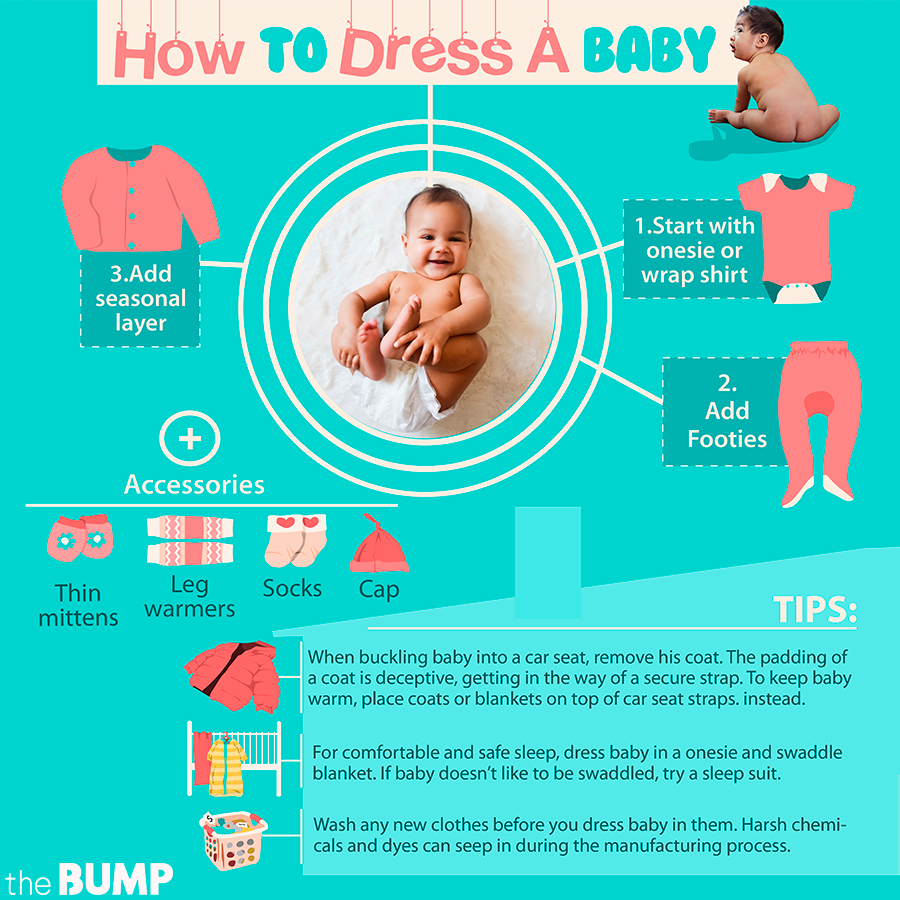 How TO Dress A BABY
1.Start with
onesie or
wrap shirt
2.
Add
Footies
3.Add
seasonal
layer
+
Accessories
Thin
mittens
Leg
warmers
Socks
Cap
TIPS:
When buckling baby into a car seat, remove his coat. The padding of
a coat is deceptive, getting in the way of a secure strap. To keep baby
warm, place coats or blankets on top of car seat straps. instead.
For comfortable and safe sleep, dress baby in a onesie and swaddle
blanket. If baby doesn't like to be swaddled, try a sleep suit.
Wash any new clothes before you dress baby in them. Harsh chemi-
cals and dyes can seep in during the manufacturing process.
the BUMP